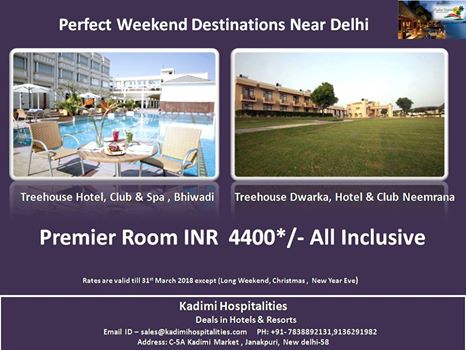 Perfect Weekend Destinations Near Delhi
Treehouse Hotel, Club & Spa , Bhiwadi
Treehouse Dwarka, Hotel & Club Neemrana
Premier Room INR 4400*/- All Inclusive
Rates are valid till 31st March 2018 except (Long Weekend, Christmas , New Year Eve)
Kadimi Hospitalities
Deals in Hotels & Resorts
Email ID – sales@kadimihospitalities.com PH: +91- 7838892131,9136291982
Address: C-5A Kadimi Market , Janakpuri, New delhi-58